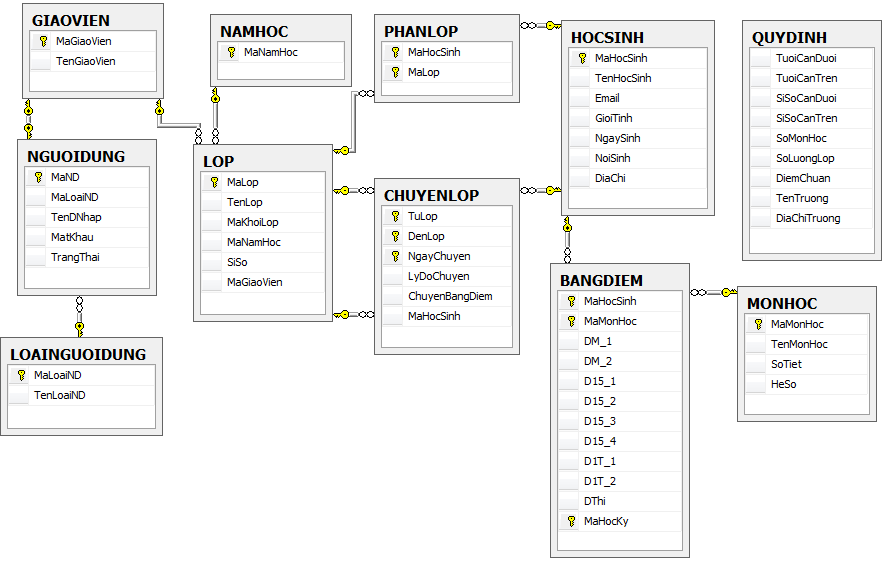 GIAOVIEN
MaGiaoVien
TenGiaoVien
NAMHOC
MaNamHoc
PHANLOP
MaHocSinh
MaLop
HOCSINH
MaHocSinh
TenHocSinh
Email
GioiTinh
NgaySinh
NoiSinh
DiaChi
QUYDINH
TuoiCanDuoi
TuoiCanTren
SiSoCanDuoi
SiSoCanTren
SoMonHoc
SoLuongLop
DiemChuan
TenTruong
DiaChiTruong
NGUOIDUNG
MaND
MaLoaiND
TenDNhap
MatKhau
TrangThai
LOP
MaLop
TenLop
MaKhoiLop
MaNamHoc
SiSo
MaGiaoVien
CHUYENLOP
TuLop
DenLop
NgayChuyen
LyDoChuyen
ChuyenBangDiem
MaHocSinh
BANGDIEM
MaHocSinh
MaMonHoc
DM_1
DM_2
D15_1
D15_2
D15_3
D15_4
D1T_1
D1T_2
DThi
MaHocKy
MONHOC
MaMonHoc
TenMonHoc
SoTiet
HeSo
LOAINGUOIDUNG
MaLoaiND
TenLoaiND